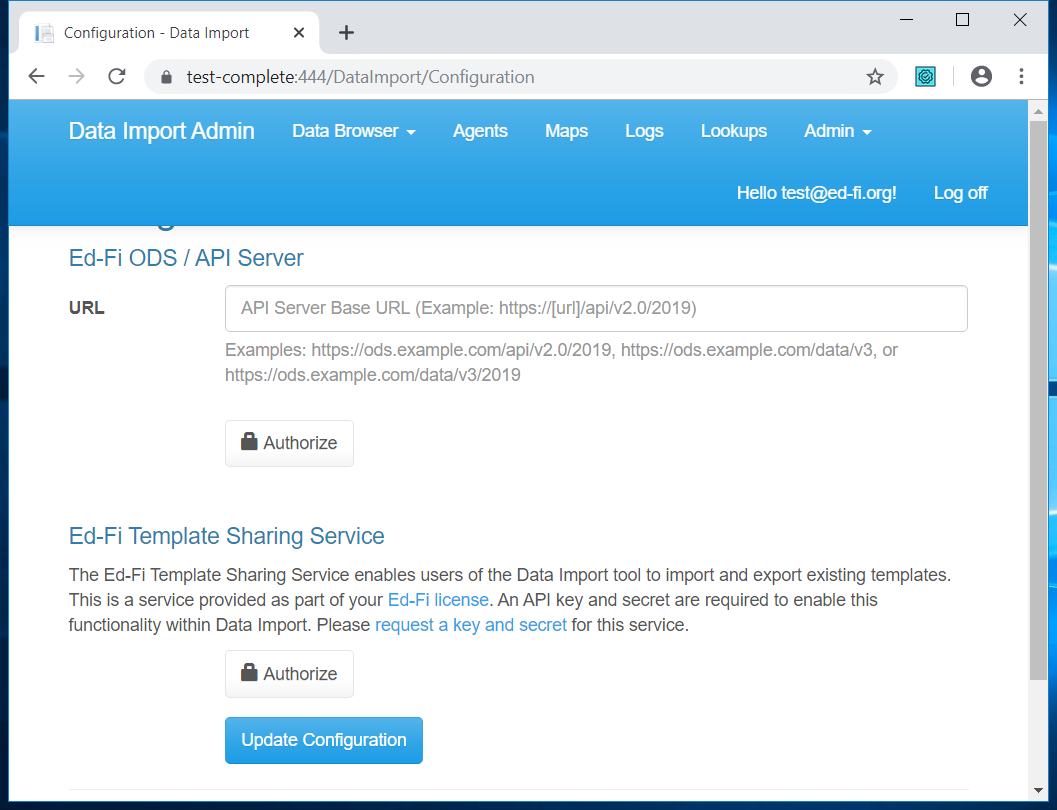 Configuration - Data Import
test-complete:444/DataImport/Configuration
Data Import Admin Data Browser Agents Maps Logs Lookups Admin
Hello test@ed-fi.org! Log off
Ed-Fi ODS / API Server
URL
API Server Base URL (Example: https://[url]/api/v2.0/2019)
Examples: https://ods.example.com/api/v2.0/2019, https://ods.example.com/data/v3, or
https://ods.example.com/data/v3/2019
Authorize
Ed-Fi Template Sharing Service
The Ed-Fi Template Sharing Service enables users of the Data Import tool to import and export existing templates.
This is a service provided as part of your Ed-Fi license. An API key and secret are required to enable this
functionality within Data Import. Please request a key and secret for this service.
Authorize
Update Configuration